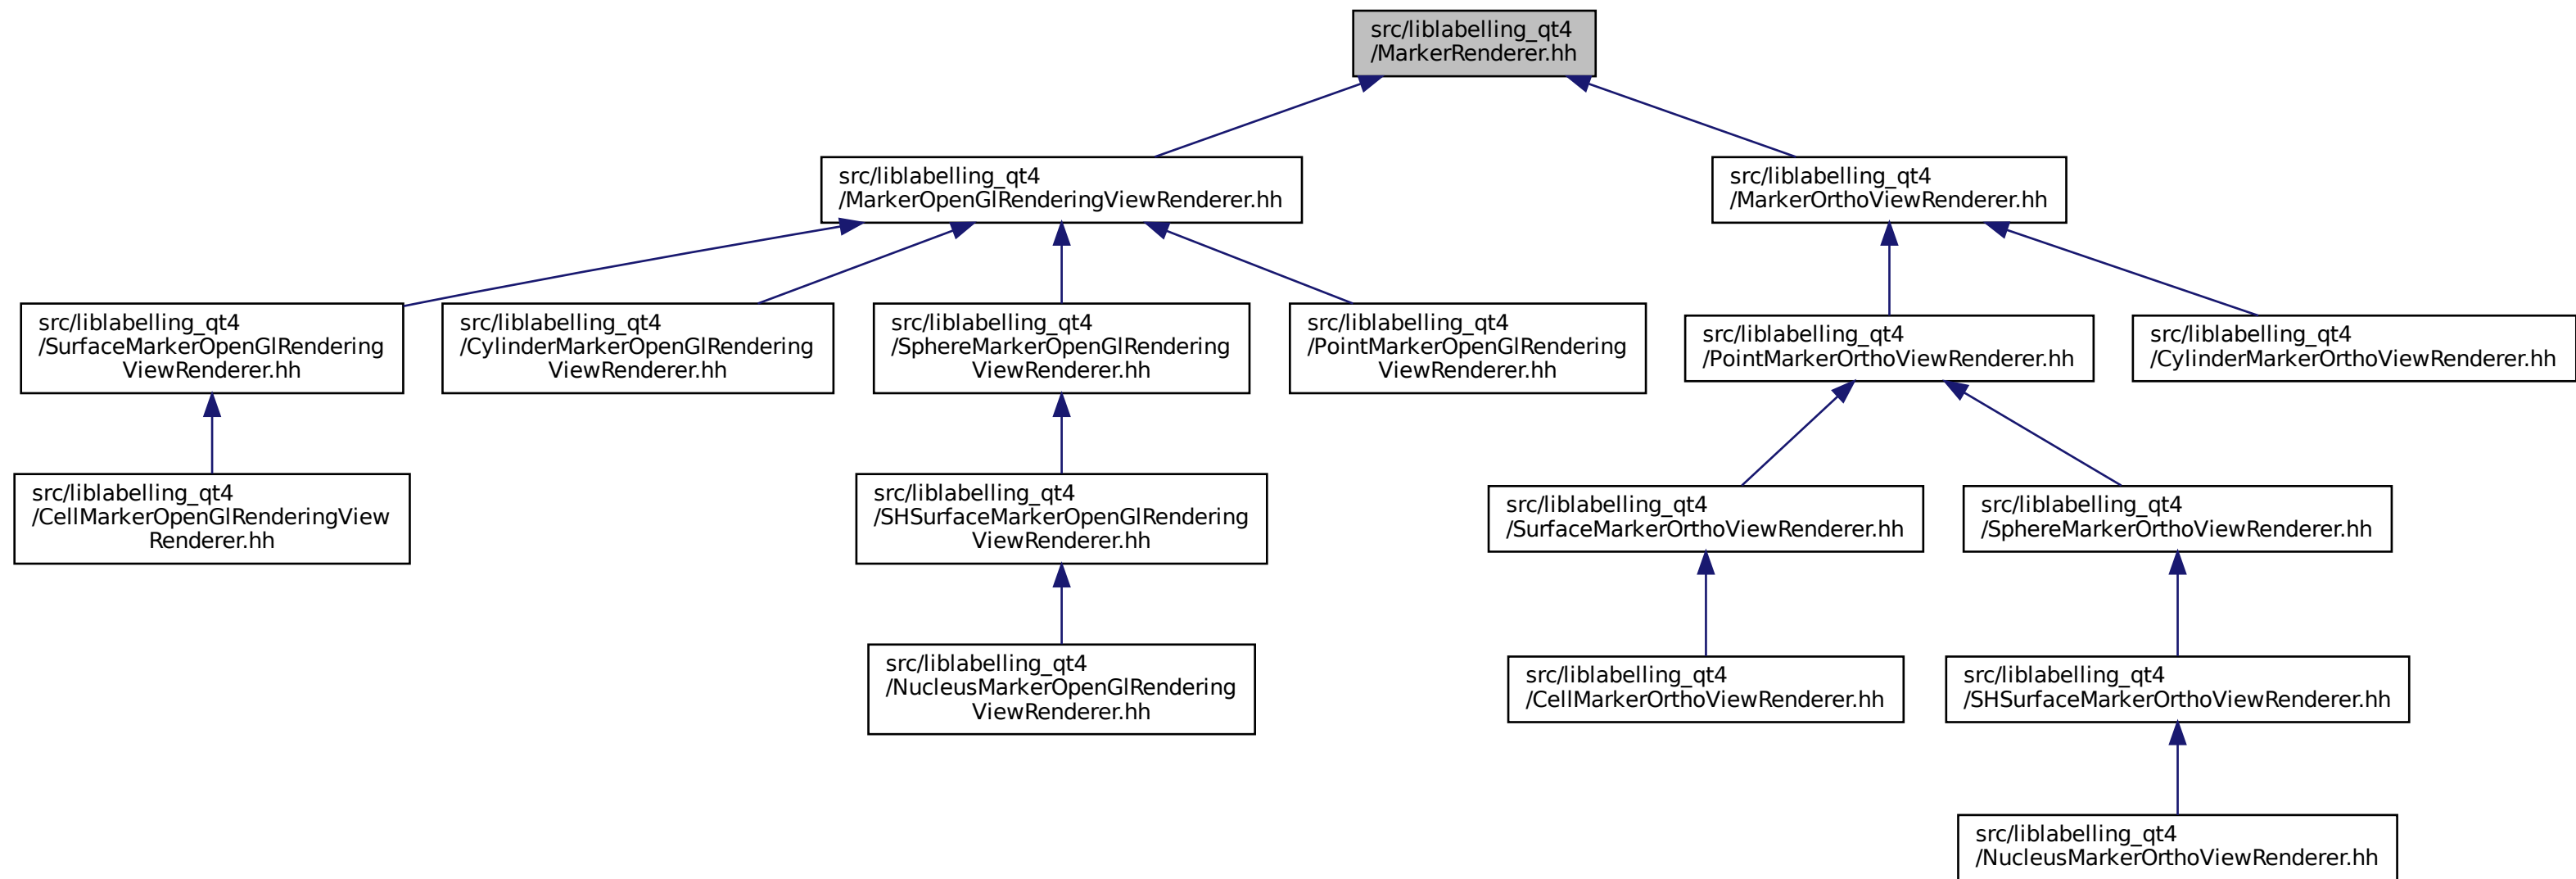 src/liblabelling_qt4
/MarkerRenderer.hh
src/liblabelling_qt4
/MarkerOpenGlRenderingViewRenderer.hh
src/liblabelling_qt4
/MarkerOrthoViewRenderer.hh
src/liblabelling_qt4
/SurfaceMarkerOpenGlRendering
ViewRenderer.hh
src/liblabelling_qt4
/CylinderMarkerOpenGlRendering
ViewRenderer.hh
src/liblabelling_qt4
/SphereMarkerOpenGlRendering
ViewRenderer.hh
src/liblabelling_qt4
/PointMarkerOpenGlRendering
ViewRenderer.hh
src/liblabelling_qt4
/PointMarkerOrthoViewRenderer.hh
src/liblabelling_qt4
/CylinderMarkerOrthoViewRenderer.hh
src/liblabelling_qt4
/CellMarkerOpenGlRenderingView
Renderer.hh
src/liblabelling_qt4
/SHSurfaceMarkerOpenGlRendering
ViewRenderer.hh
src/liblabelling_qt4
/SurfaceMarkerOrthoViewRenderer.hh
src/liblabelling_qt4
/SphereMarkerOrthoViewRenderer.hh
src/liblabelling_qt4
/NucleusMarkerOpenGlRendering
ViewRenderer.hh
src/liblabelling_qt4
/CellMarkerOrthoViewRenderer.hh
src/liblabelling_qt4
/SHSurfaceMarkerOrthoViewRenderer.hh
src/liblabelling_qt4
/NucleusMarkerOrthoViewRenderer.hh